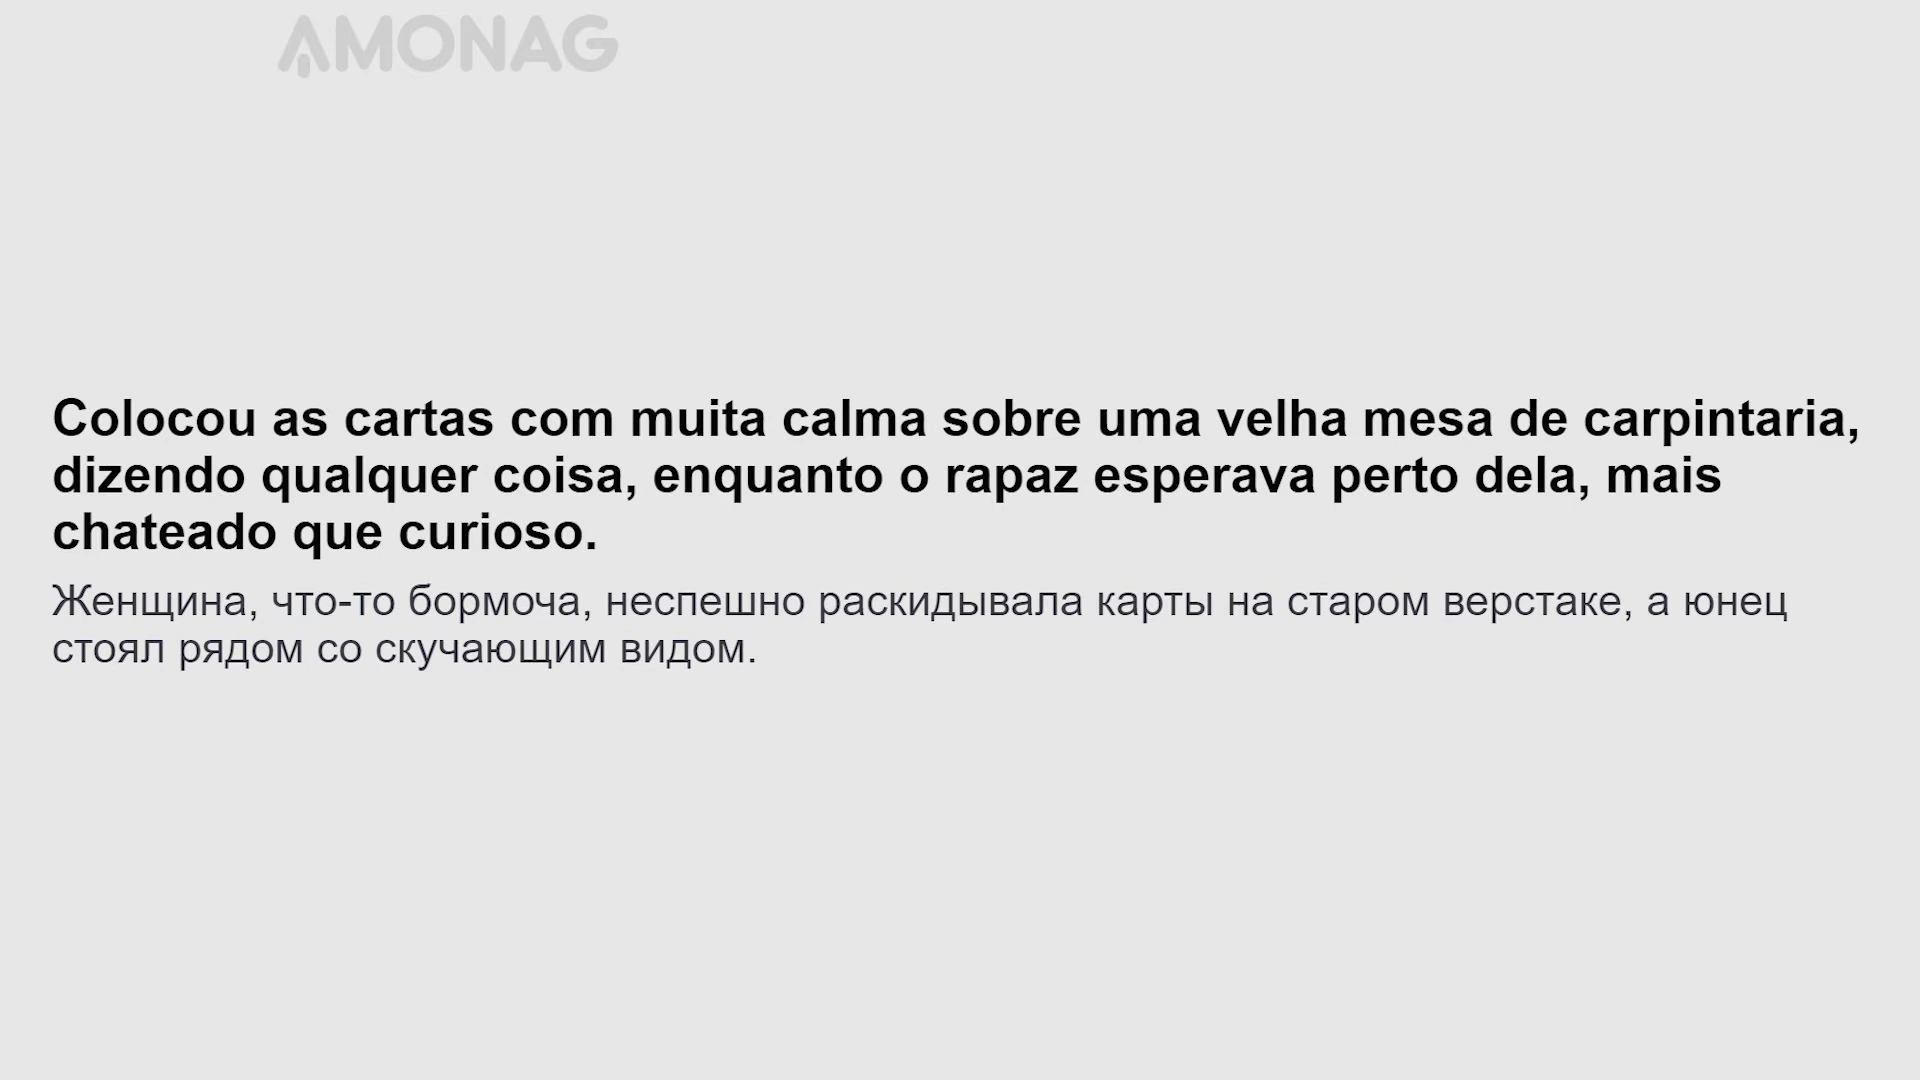 AMONAG
Colocou as cartas com muita calma sobre uma velha mesa de carpintaria,
dizendo qualquer coisa, enquanto o rapaz esperava perto dela, mais
chateado que curioso.
Женщина, что-то бормоча, неспешно раскидывала карты на старом верстаке, а юнец
стоял рядом со скучающим видом.